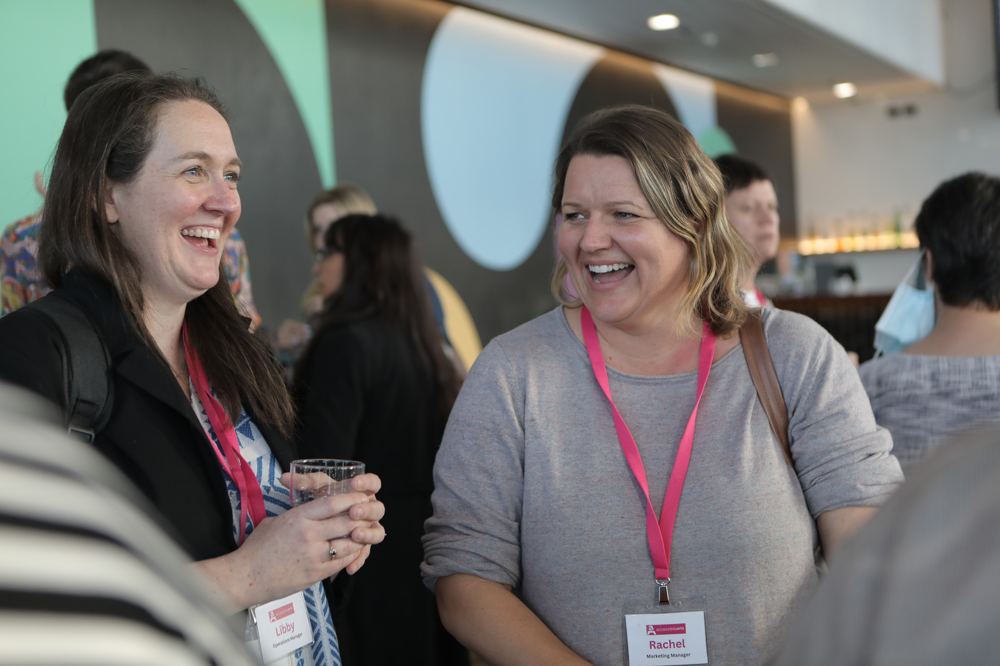 accessiblearts
Libby
Operations Manager
accessiblearts
Rachel
Marketing Manager